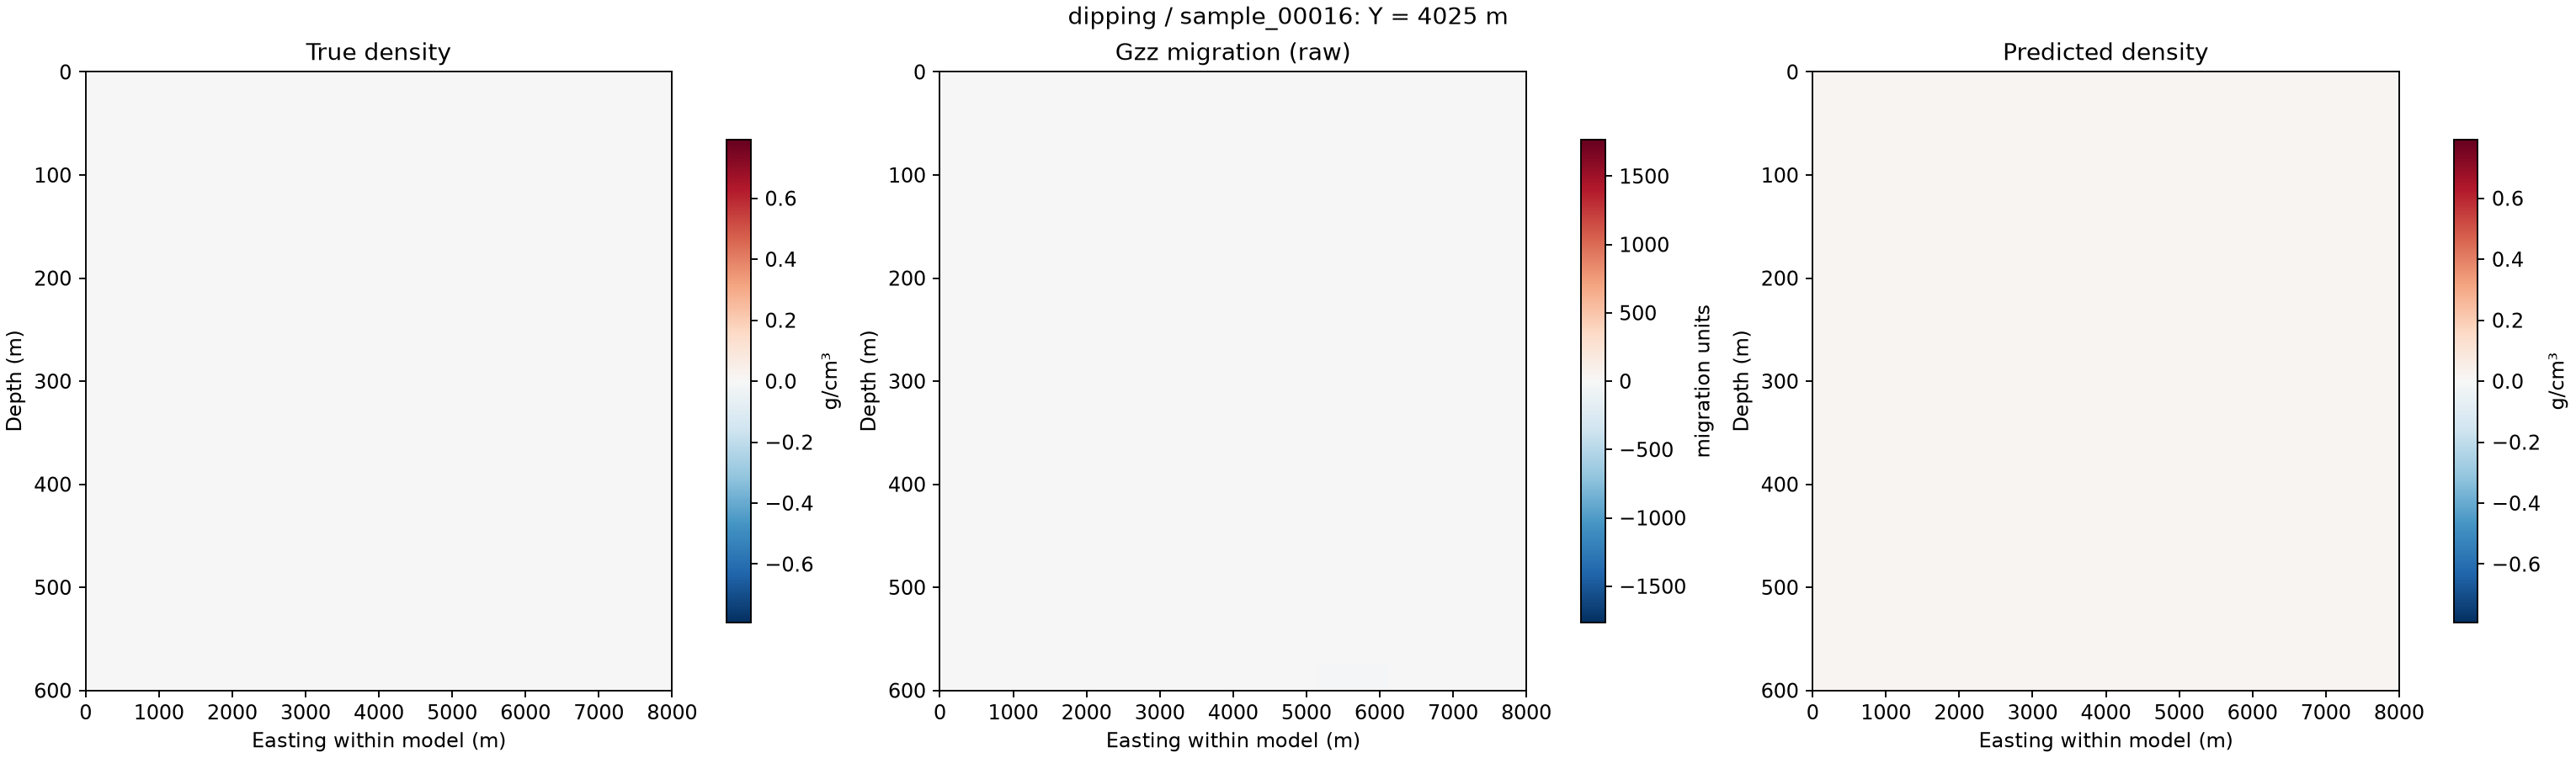 dipping / sample_00016: Y = 4025 m
True density
0
100
200
300
400
500
600
Depth (m)
0 1000 2000 3000 4000 5000 6000 7000 8000
Easting within model (m)
0.6
0.4
0.2
0.0
−0.2
−0.4
−0.6
g/cm³
Gzz migration (raw)
0
100
200
300
400
500
600
Depth (m)
0 1000 2000 3000 4000 5000 6000 7000 8000
Easting within model (m)
1500
1000
500
0
−500
−1000
−1500
migration units
Predicted density
0
100
200
300
400
500
600
Depth (m)
0 1000 2000 3000 4000 5000 6000 7000 8000
Easting within model (m)
0.6
0.4
0.2
0.0
−0.2
−0.4
−0.6
g/cm³